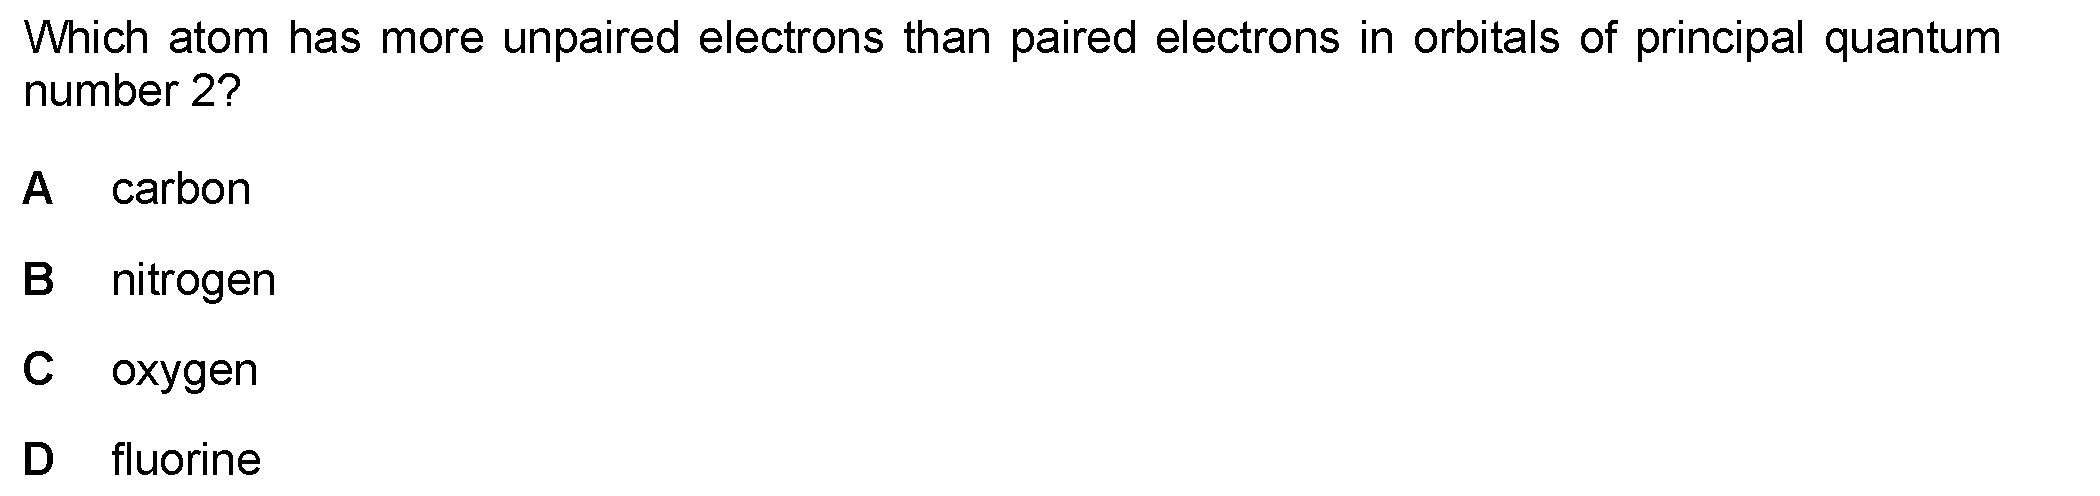 Which atom has more unpaired electrons than paired electrons in orbitals of principal quantum
number 2?
A carbon
B nitrogen
C oxygen
D fluorine